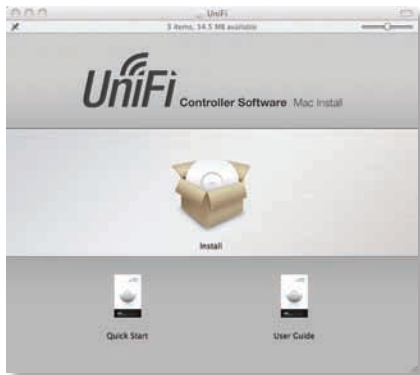 UniFi
3 items, 34.5 MB available
UniFi Controller Software Mac Install
Install
Quick Start
User Guide